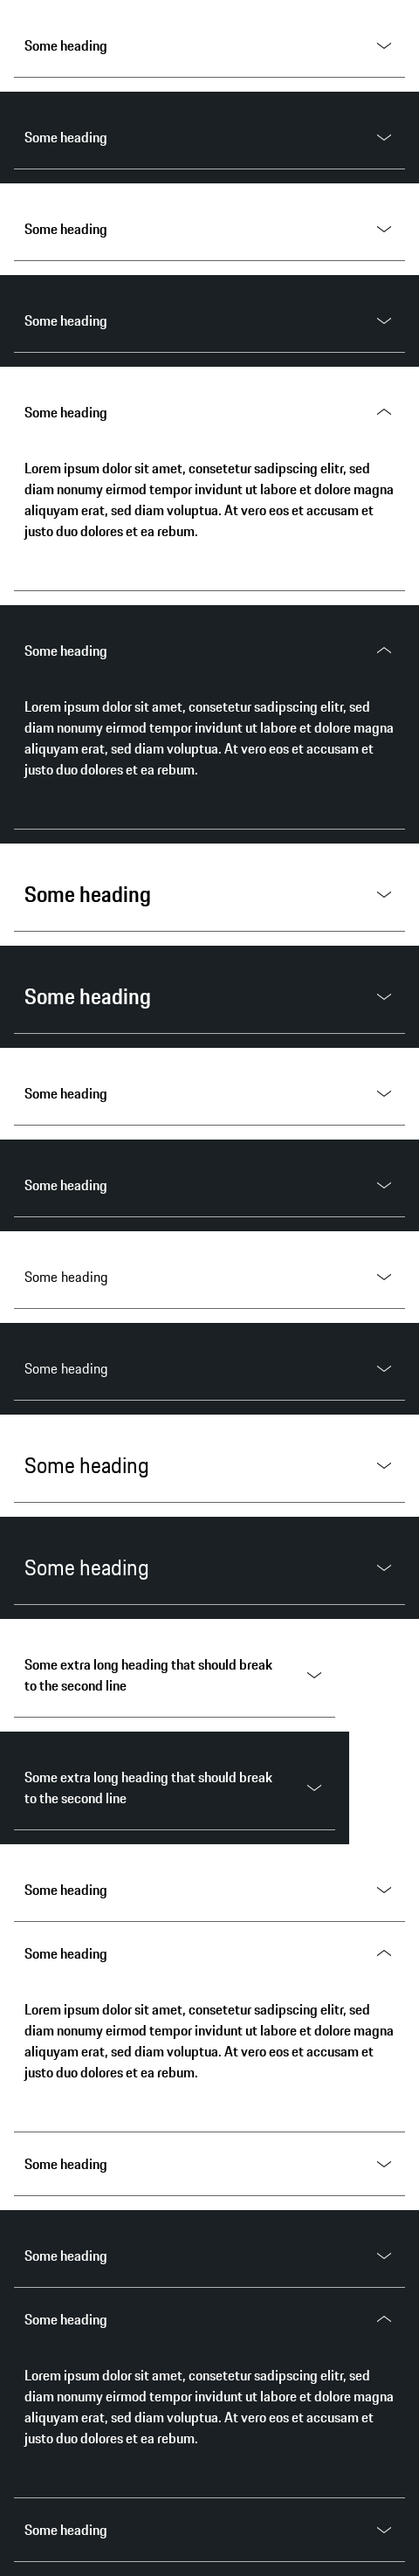 Some heading
Some heading
Some heading
Some heading
Some heading
Lorem ipsum dolor sit amet, consetetur sadipscing elitr, sed
diam nonumy eirmod tempor invidunt ut labore et dolore magna
aliquyam erat, sed diam voluptua. At vero eos et accusam et
justo duo dolores et ea rebum.
Some heading
Lorem ipsum dolor sit amet, consetetur sadipscing elitr, sed
diam nonumy eirmod tempor invidunt ut labore et dolore magna
aliquyam erat, sed diam voluptua. At vero eos et accusam et
justo duo dolores et ea rebum.
Some heading
Some heading
Some heading
Some heading
Some heading
Some heading
Some heading
Some heading
Some extra long heading that should break
to the second line
Some extra long heading that should break
to the second line
Some heading
Some heading
Lorem ipsum dolor sit amet, consetetur sadipscing elitr, sed
diam nonumy eirmod tempor invidunt ut labore et dolore magna
aliquyam erat, sed diam voluptua. At vero eos et accusam et
justo duo dolores et ea rebum.
Some heading
Some heading
Some heading
Lorem ipsum dolor sit amet, consetetur sadipscing elitr, sed
diam nonumy eirmod tempor invidunt ut labore et dolore magna
aliquyam erat, sed diam voluptua. At vero eos et accusam et
justo duo dolores et ea rebum.
Some heading